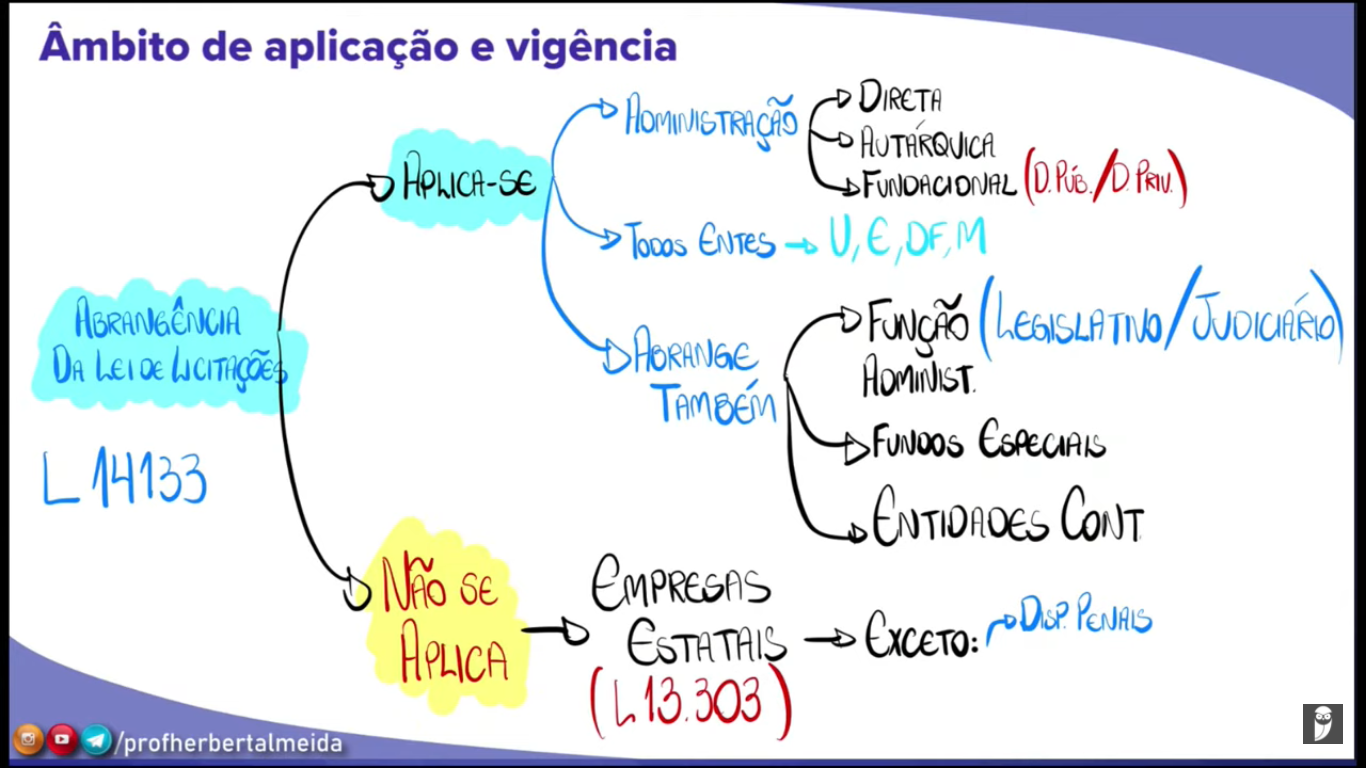 Âmbito de aplicação e vigência
ABRANGÊNCIA
DA LEI DE LICITAÇÕES
L 14133
APLICA-SE
ADMINISTRAÇÃO
DIRETA
AUTÁRQUICA
FUNDACIONAL (D. PÚB. / D. PRIV.)
TODOS ENTES → U, E, DF, M
ABRANGE
TAMBÉM
FUNÇÃO (LEGISLATIVO / JUDICIÁRIO)
ADMINIST.
FUNDOS ESPECIAIS
ENTIDADES CONT.
NÃO SE
APLICA
EMPRESAS
ESTATAIS
(L 13.303)
EXCETO:
DISP. PENAIS
/profherbertalmeida